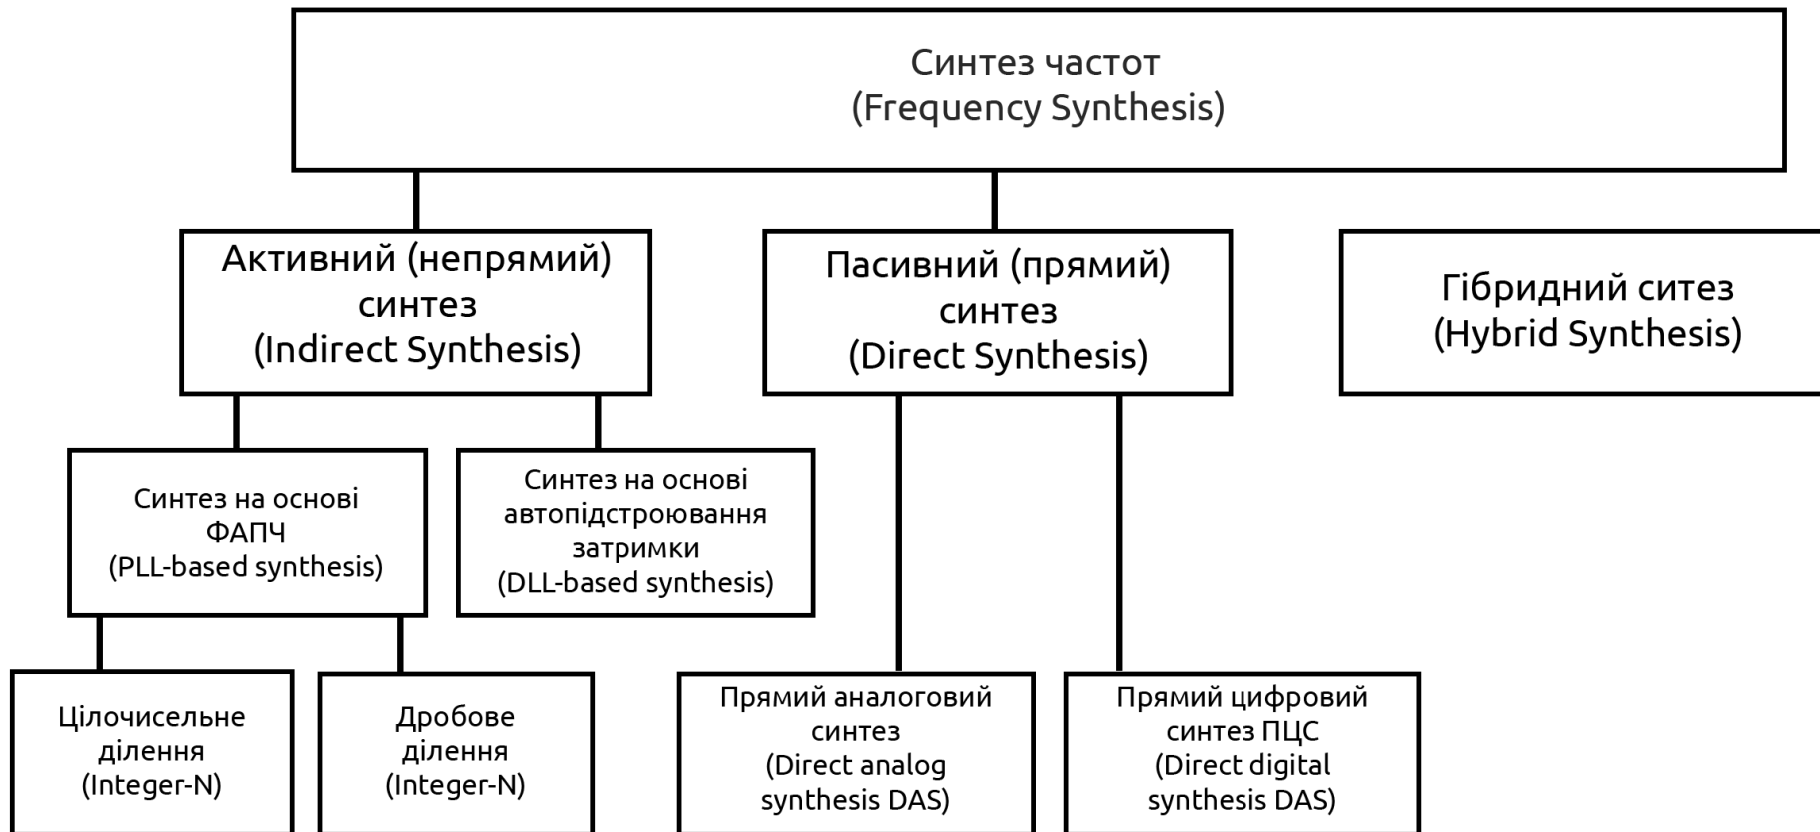 Синтез частот
(Frequency Synthesis)
Активний (непрямий)
синтез
(Indirect Synthesis)
Пасивний (прямий)
синтез
(Direct Synthesis)
Гібридний ситез
(Hybrid Synthesis)
Синтез на основі
ФАПЧ
(PLL-based synthesis)
Синтез на основі
автопідстроювання
затримки
(DLL-based synthesis)
Цілочисельне
ділення
(Integer-N)
Дробове
ділення
(Integer-N)
Прямий аналоговий
синтез
(Direct analog
synthesis DAS)
Прямий цифровий
синтез ПЦС
(Direct digital
synthesis DAS)